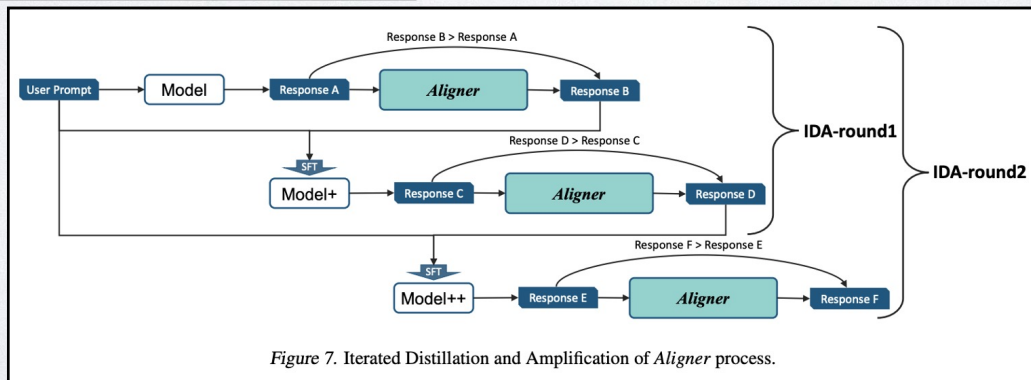 Response B > Response A
User Prompt
Model
Response A
Aligner
Response B
IDA-round1
Response D > Response C
SFT
Model+
Response C
Aligner
Response D
IDA-round2
Response F > Response E
SFT
Model++
Response E
Aligner
Response F
Figure 7. Iterated Distillation and Amplification of Aligner process.